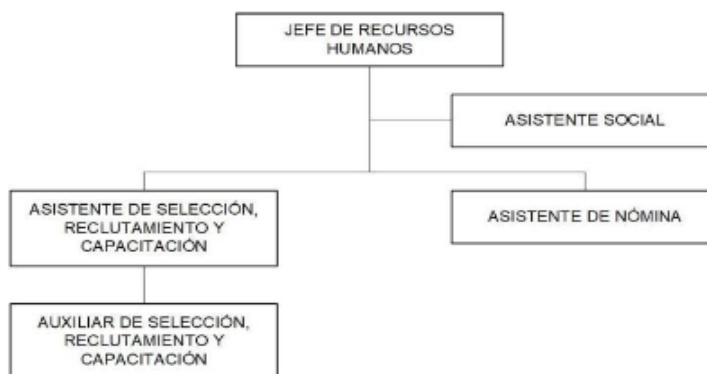 JEFE DE RECURSOS
HUMANOS
ASISTENTE SOCIAL
ASISTENTE DE SELECCIÓN,
RECLUTAMIENTO Y
CAPACITACIÓN
ASISTENTE DE NÓMINA
AUXILIAR DE SELECCIÓN,
RECLUTAMIENTO Y
CAPACITACIÓN